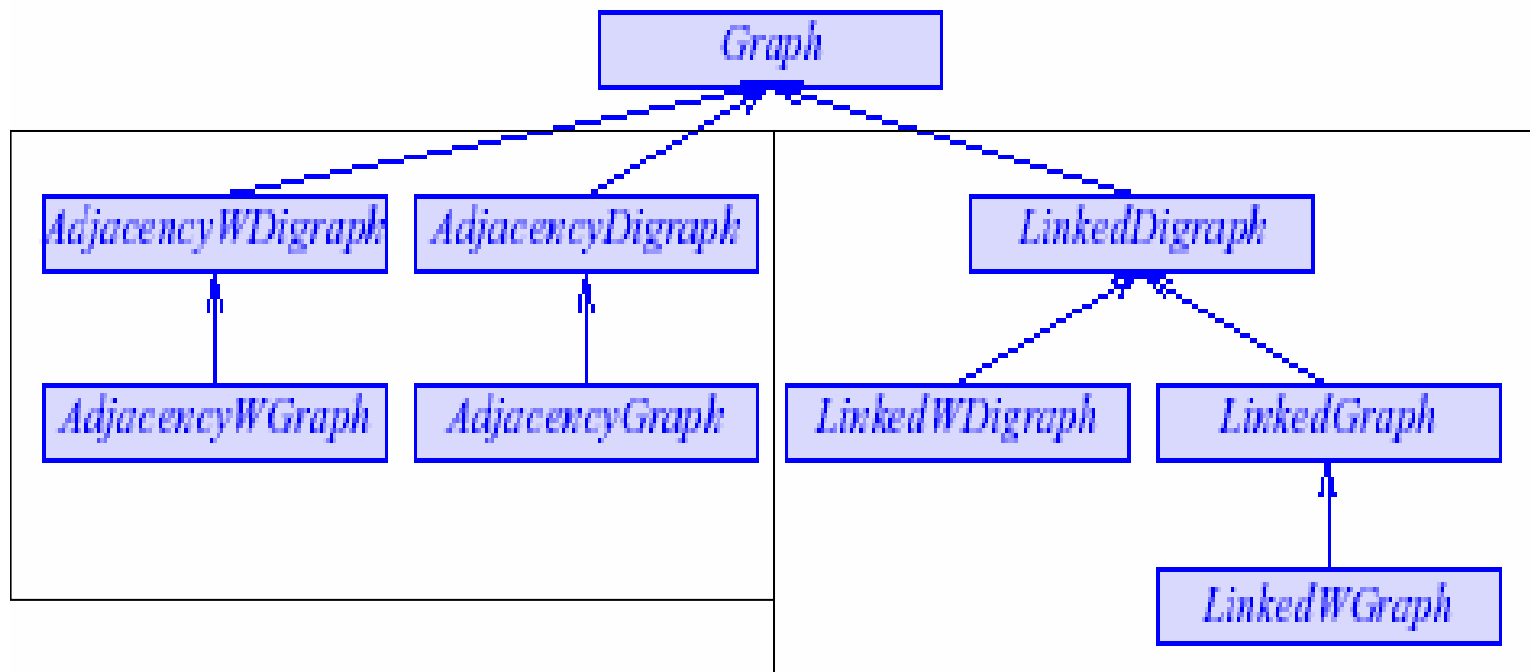 Graph
AdjacencyWDigraph
AdjacencyDigraph
LinkedDigraph
AdjacencyWGraph
AdjacencyGraph
LinkedWDigraph
LinkedGraph
LinkedWGraph